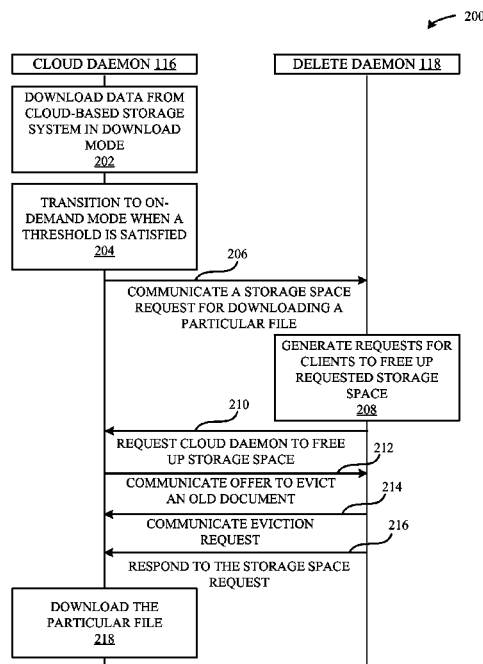 200
CLOUD DAEMON 116
DELETE DAEMON 118
DOWNLOAD DATA FROM
CLOUD-BASED STORAGE
SYSTEM IN DOWNLOAD
MODE
202
TRANSITION TO ON-
DEMAND MODE WHEN A
THRESHOLD IS SATISFIED
204
206
COMMUNICATE A STORAGE SPACE
REQUEST FOR DOWNLOADING A
PARTICULAR FILE
GENERATE REQUESTS FOR
CLIENTS TO FREE UP
REQUESTED STORAGE
SPACE
208
210
REQUEST CLOUD DAEMON TO FREE
UP STORAGE SPACE
212
COMMUNICATE OFFER TO EVICT
AN OLD DOCUMENT
214
COMMUNICATE EVICTION
REQUEST
216
RESPOND TO THE STORAGE SPACE
REQUEST
DOWNLOAD THE
PARTICULAR FILE
218